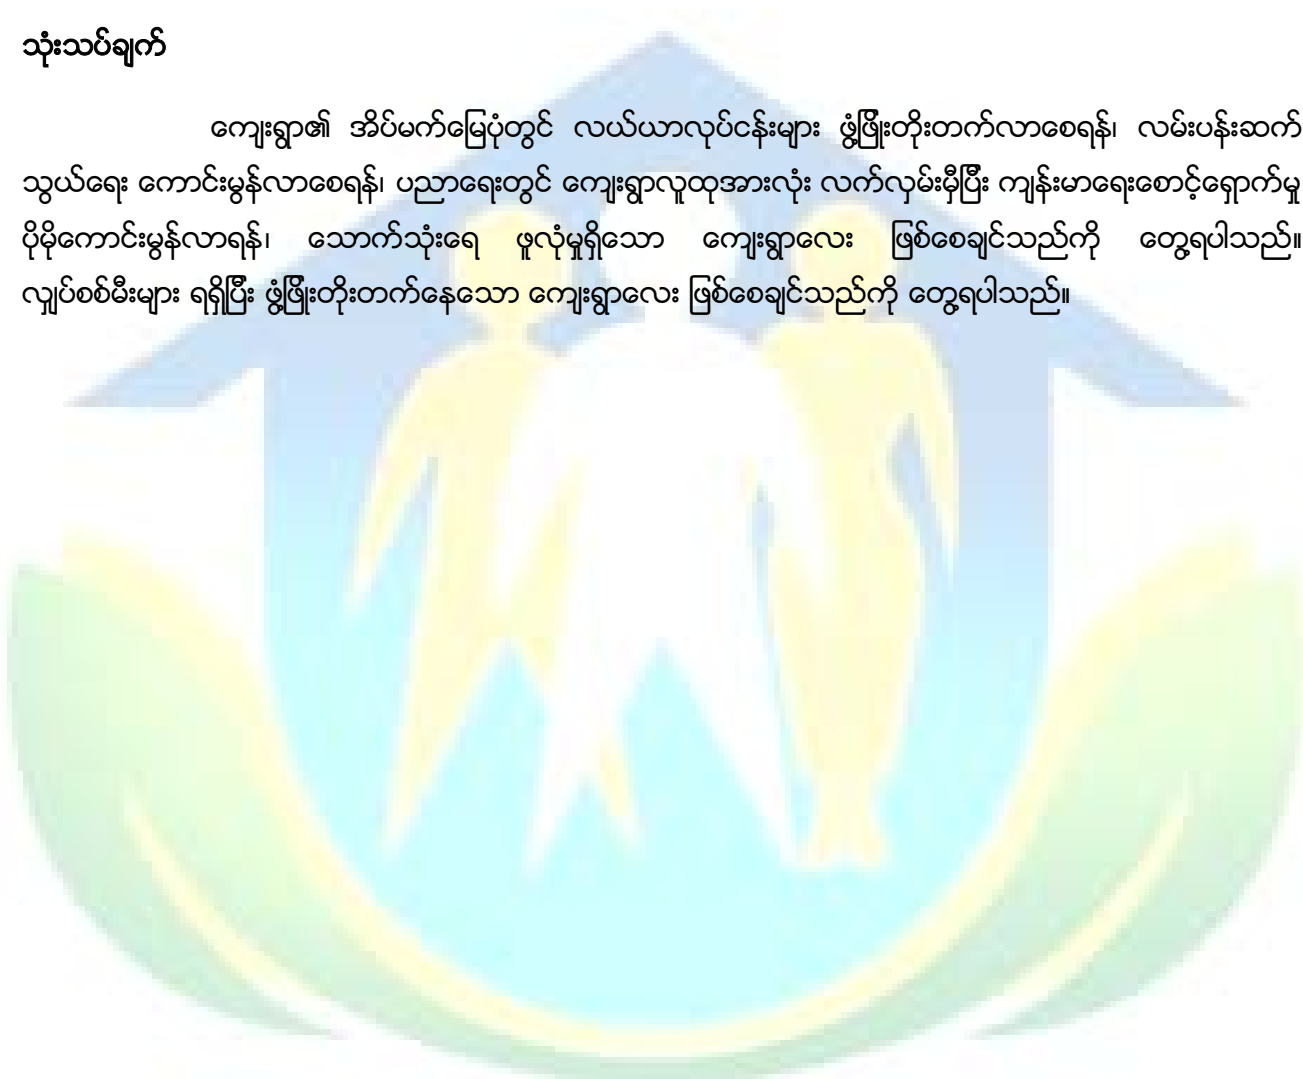 သုံးသပ်ချက်
ကျေးရွာ၏ အိပ်မက်မြေပုံတွင် လယ်ယာလုပ်ငန်းများ ဖွံ့ဖြိုးတိုးတက်လာစေရန်၊ လမ်းပန်းဆက်
သွယ်ရေး ကောင်းမွန်လာစေရန်၊ ပညာရေးတွင် ကျေးရွာလူထုအားလုံး လက်လှမ်းမှီပြီး ကျန်းမာရေးစောင့်ရှောက်မှု
ပိုမိုကောင်းမွန်လာရန်၊ သောက်သုံးရေ ဖူလုံမှုရှိသော ကျေးရွာလေး ဖြစ်စေချင်သည်ကို တွေ့ရပါသည်။
လျှပ်စစ်မီးများ ရရှိပြီး ဖွံ့ဖြိုးတိုးတက်နေသော ကျေးရွာလေး ဖြစ်စေချင်သည်ကို တွေ့ရပါသည်။